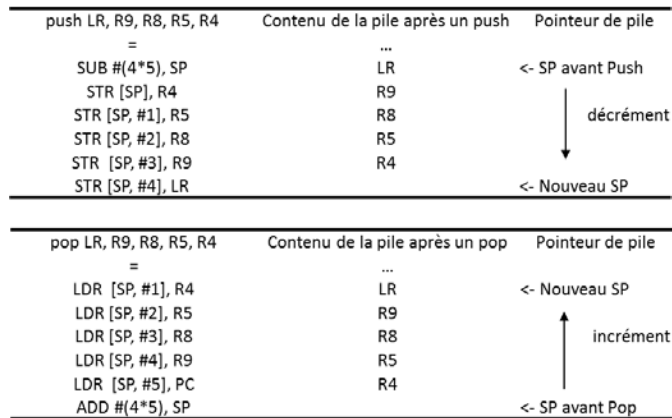 push LR, R9, R8, R5, R4 Contenu de la pile après un push Pointeur de pile
= ...
SUB #(4*5), SP LR <- SP avant Push
STR [SP], R4 R9
STR [SP, #1], R5 R8 décrément
STR [SP, #2], R8 R5
STR [SP, #3], R9 R4
STR [SP, #4], LR <- Nouveau SP
pop LR, R9, R8, R5, R4 Contenu de la pile après un pop Pointeur de pile
= ...
LDR [SP, #1], R4 LR <- Nouveau SP
LDR [SP, #2], R5 R9
LDR [SP, #3], R8 R8 incrément
LDR [SP, #4], R9 R5
LDR [SP, #5], PC R4
ADD #(4*5), SP <- SP avant Pop